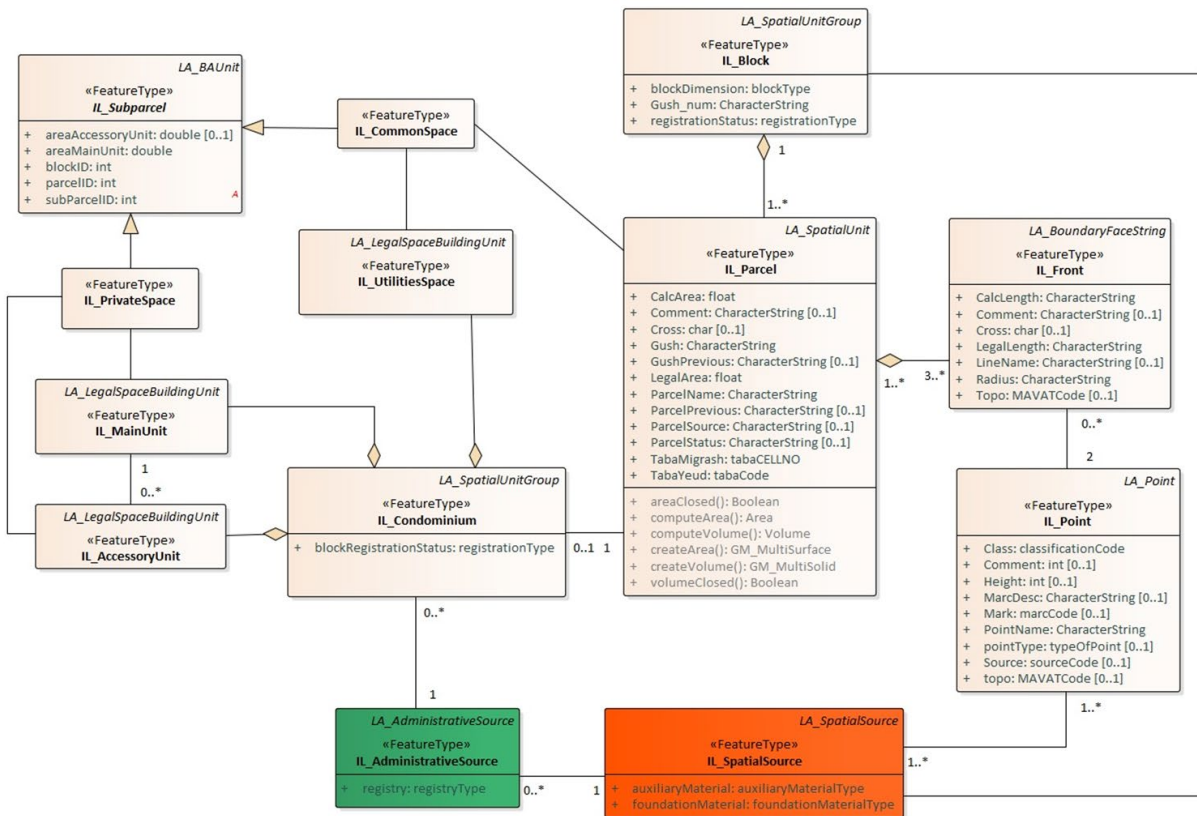 LA_SpatialUnitGroup
«FeatureType»
IL_Block
+ blockDimension: blockType
+ Gush_num: CharacterString
+ registrationStatus: registrationType
1
1..*
LA_BAUnit
«FeatureType»
IL_Subparcel
+ areaAccessoryUnit: double [0..1]
+ areaMainUnit: double
+ blockID: int
+ parcelID: int
+ subParcelID: int
A
«FeatureType»
IL_CommonSpace
LA_LegalSpaceBuildingUnit
«FeatureType»
IL_UtilitiesSpace
«FeatureType»
IL_PrivateSpace
LA_LegalSpaceBuildingUnit
«FeatureType»
IL_MainUnit
1
0..*
LA_LegalSpaceBuildingUnit
«FeatureType»
IL_AccessoryUnit
LA_SpatialUnitGroup
«FeatureType»
IL_Condominium
+ blockRegistrationStatus: registrationType
0..1 1
0..*
1
LA_SpatialUnit
«FeatureType»
IL_Parcel
+ CalcArea: float
+ Comment: CharacterString [0..1]
+ Cross: char [0..1]
+ Gush: CharacterString
+ GushPrevious: CharacterString [0..1]
+ LegalArea: float
+ ParcelName: CharacterString
+ ParcelPrevious: CharacterString [0..1]
+ ParcelSource: CharacterString [0..1]
+ ParcelStatus: CharacterString [0..1]
+ TabaMigrash: tabaCELLNO
+ TabaYeud: tabaCode
+ areaClosed(): Boolean
+ computeArea(): Area
+ computeVolume(): Volume
+ createArea(): GM_MultiSurface
+ createVolume(): GM_MultiSolid
+ volumeClosed(): Boolean
1..* 3..*
LA_BoundaryFaceString
«FeatureType»
IL_Front
+ CalcLength: CharacterString
+ Comment: CharacterString [0..1]
+ Cross: char [0..1]
+ LegalLength: CharacterString
+ LineName: CharacterString [0..1]
+ Radius: CharacterString
+ Topo: MAVATCode [0..1]
0..*
2
LA_Point
«FeatureType»
IL_Point
+ Class: classificationCode
+ Comment: int [0..1]
+ Height: int [0..1]
+ MarcDesc: CharacterString [0..1]
+ Mark: marcCode [0..1]
+ PointName: CharacterString
+ pointType: typeOfPoint [0..1]
+ Source: sourceCode [0..1]
+ topo: MAVATCode [0..1]
1..*
1..*
LA_AdministrativeSource
«FeatureType»
IL_AdministrativeSource
+ registry: registryType
0..* 1
LA_SpatialSource
«FeatureType»
IL_SpatialSource
+ auxiliaryMaterial: auxiliaryMaterialType
+ foundationMaterial: foundationMaterialType